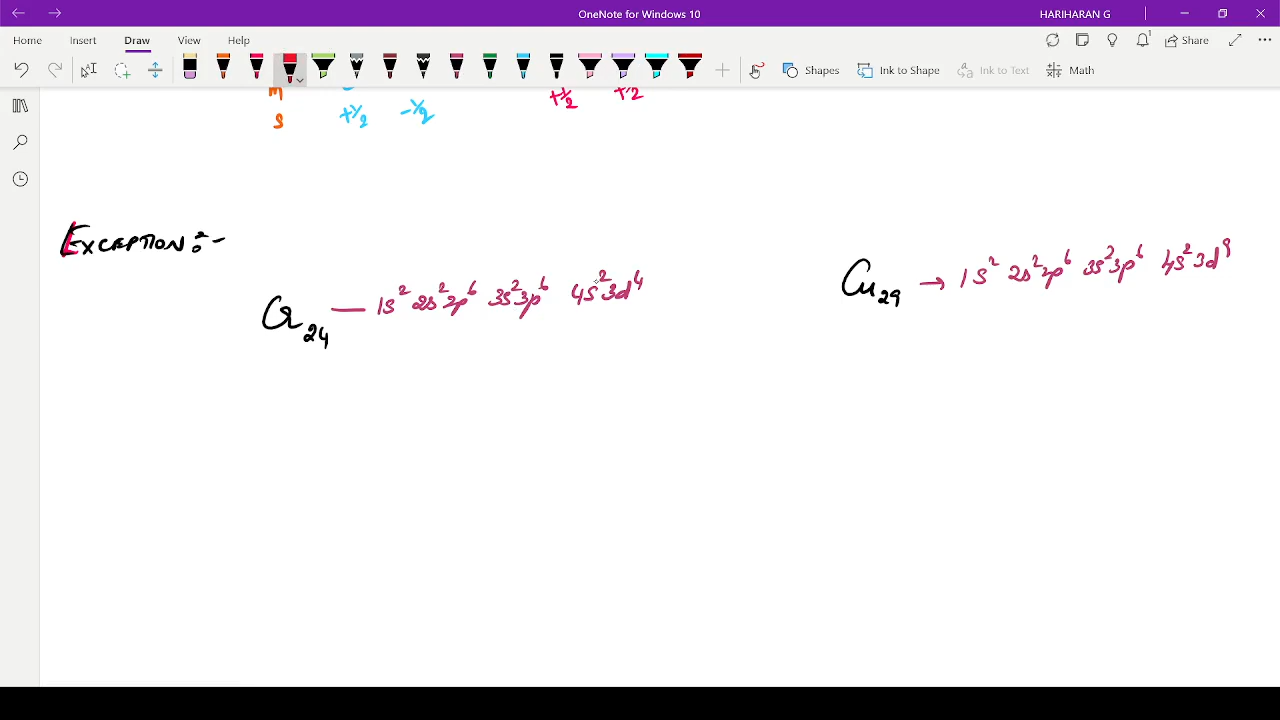 OneNote for Windows 10
HARIHARAN G
Home Insert Draw View Help
Share
Shapes Ink to Shape Ink to Text Math
m
s +1/2 -1/2 +1/2 +1/2
EXCEPTION:-
Cr24 — 1s² 2s² 2p⁶ 3s² 3p⁶ 4s² 3d⁴
Cu29 → 1s² 2s² 2p⁶ 3s² 3p⁶ 4s² 3d⁹